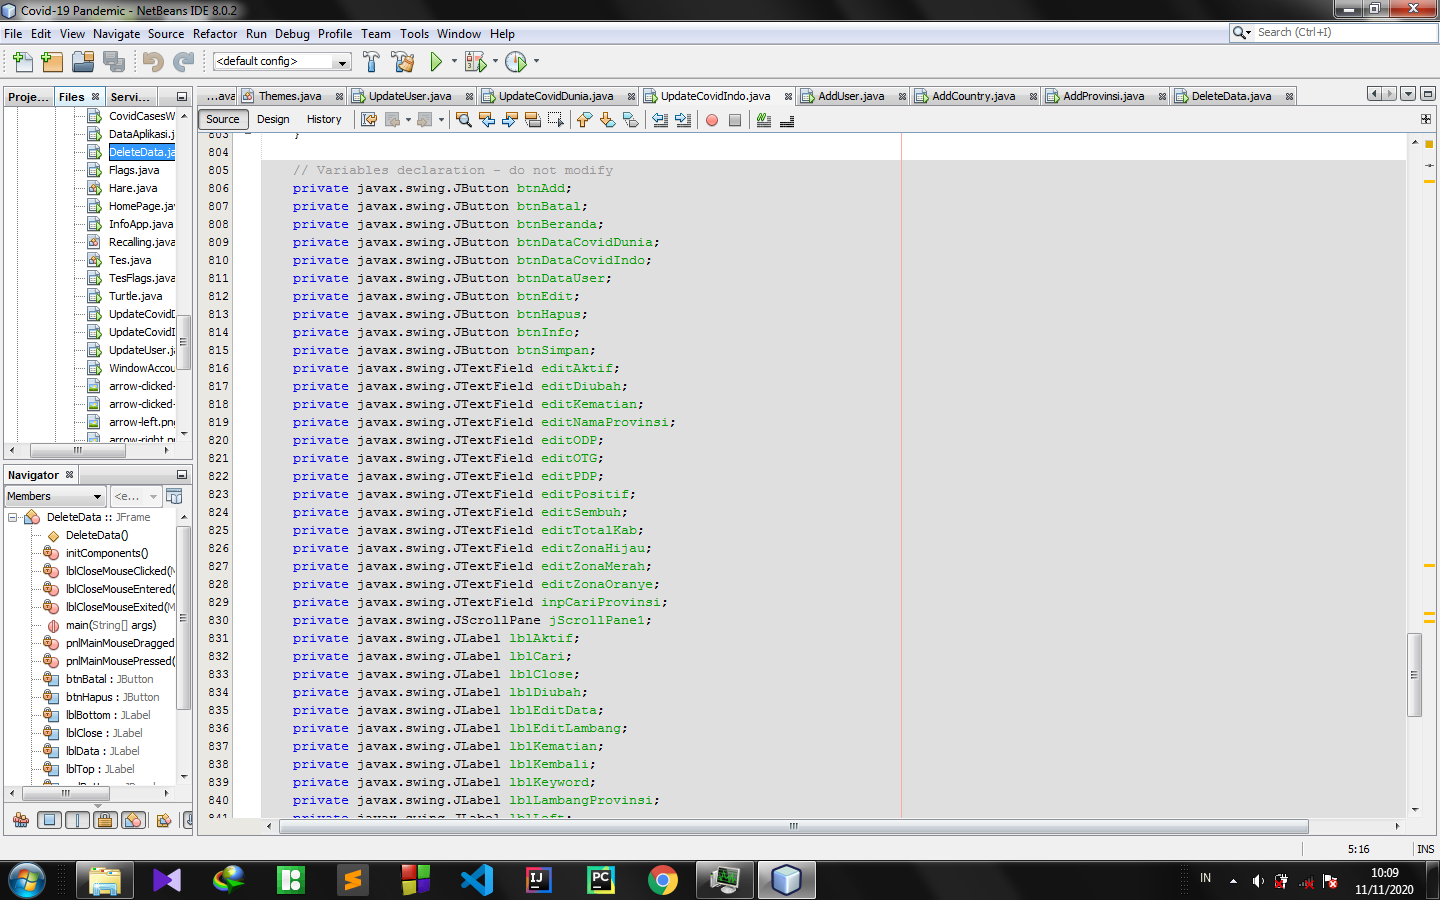 Covid-19 Pandemic - NetBeans IDE 8.0.2
File Edit View Navigate Source Refactor Run Debug Profile Team Tools Window Help
Search (Ctrl+I)
<default config>
Proje... Files Servi...
...ava Themes.java UpdateUser.java UpdateCovidDunia.java UpdateCovidIndo.java AddUser.java AddCountry.java AddProvinsi.java DeleteData.java
Source Design History
CovidCasesW
DataAplikasi.j
DeleteData.ja
Flags.java
Hare.java
HomePage.jav
InfoApp.java
Recalling.java
Tes.java
TesFlags.java
Turtle.java
UpdateCovidD
UpdateCovidI
UpdateUser.ja
WindowAccou
arrow-clicked-
arrow-clicked-
arrow-left.png
arrow-right.pn
Navigator
Members
<e...
DeleteData :: JFrame
DeleteData()
initComponents()
lblCloseMouseClicked(M
lblCloseMouseEntered(
lblCloseMouseExited(M
main(String[] args)
pnlMainMouseDragged
pnlMainMousePressed(
btnBatal : JButton
btnHapus : JButton
lblBottom : JLabel
lblClose : JLabel
lblData : JLabel
lblTop : JLabel
803 }
804
805 // Variables declaration - do not modify
806 private javax.swing.JButton btnAdd;
807 private javax.swing.JButton btnBatal;
808 private javax.swing.JButton btnBeranda;
809 private javax.swing.JButton btnDataCovidDunia;
810 private javax.swing.JButton btnDataCovidIndo;
811 private javax.swing.JButton btnDataUser;
812 private javax.swing.JButton btnEdit;
813 private javax.swing.JButton btnHapus;
814 private javax.swing.JButton btnInfo;
815 private javax.swing.JButton btnSimpan;
816 private javax.swing.JTextField editAktif;
817 private javax.swing.JTextField editDiubah;
818 private javax.swing.JTextField editKematian;
819 private javax.swing.JTextField editNamaProvinsi;
820 private javax.swing.JTextField editODP;
821 private javax.swing.JTextField editOTG;
822 private javax.swing.JTextField editPDP;
823 private javax.swing.JTextField editPositif;
824 private javax.swing.JTextField editSembuh;
825 private javax.swing.JTextField editTotalKab;
826 private javax.swing.JTextField editZonaHijau;
827 private javax.swing.JTextField editZonaMerah;
828 private javax.swing.JTextField editZonaOranye;
829 private javax.swing.JTextField inpCariProvinsi;
830 private javax.swing.JScrollPane jScrollPane1;
831 private javax.swing.JLabel lblAktif;
832 private javax.swing.JLabel lblCari;
833 private javax.swing.JLabel lblClose;
834 private javax.swing.JLabel lblDiubah;
835 private javax.swing.JLabel lblEditData;
836 private javax.swing.JLabel lblEditLambang;
837 private javax.swing.JLabel lblKematian;
838 private javax.swing.JLabel lblKembali;
839 private javax.swing.JLabel lblKeyword;
840 private javax.swing.JLabel lblLambangProvinsi;
841 private javax.swing.JLabel lblLeft;
5:16 INS
IJ
PC
IN
10:09
11/11/2020